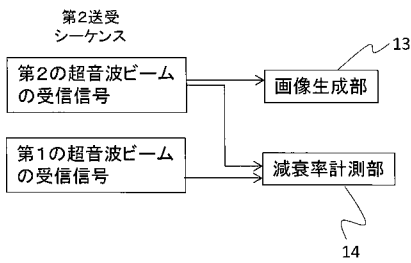 第2送受
シーケンス
第2の超音波ビーム
の受信信号
画像生成部
13
第1の超音波ビーム
の受信信号
減衰率計測部
14